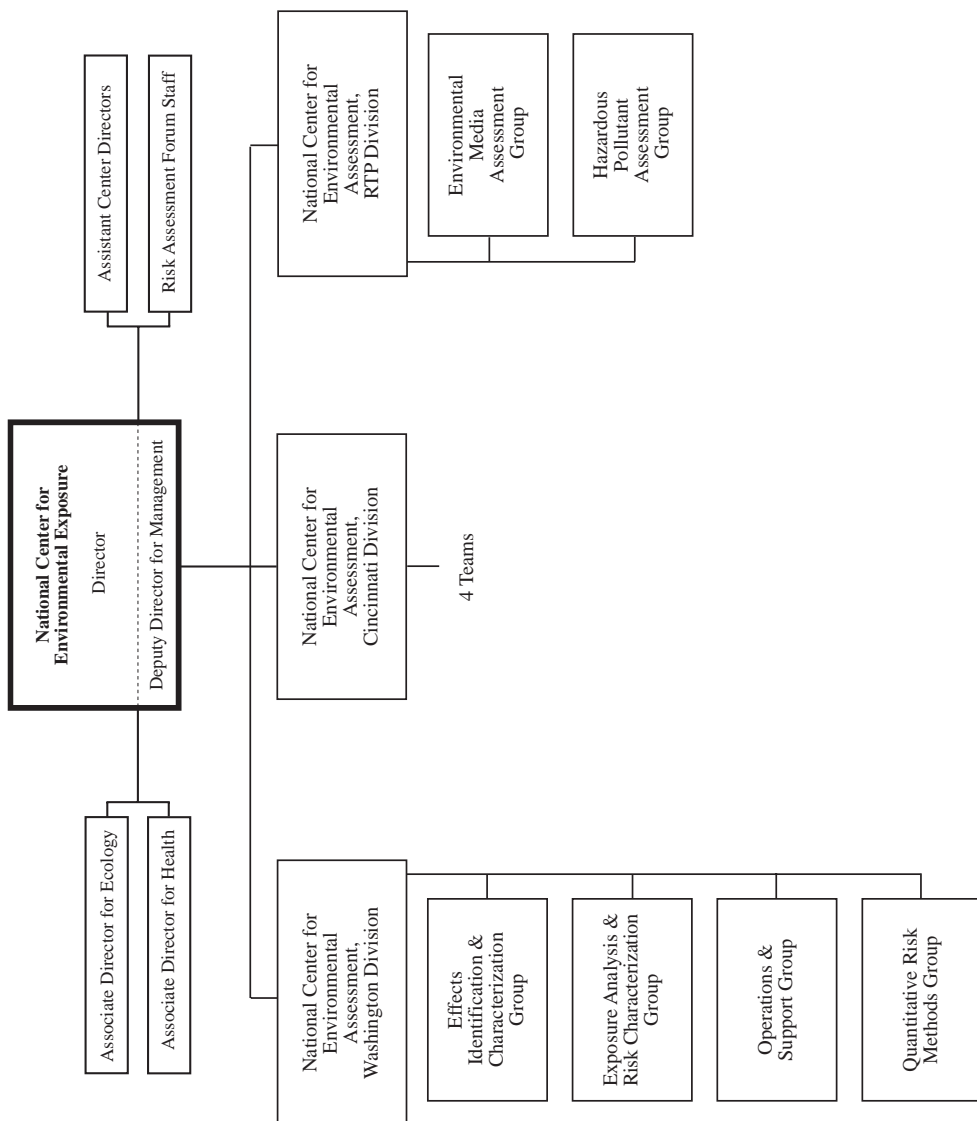 National Center for
Environmental Exposure
Director
Deputy Director for Management
Associate Director for Ecology
Associate Director for Health
Assistant Center Directors
Risk Assessment Forum Staff
National Center for
Environmental
Assessment,
Washington Division
Effects
Identification &
Characterization
Group
Exposure Analysis &
Risk Characterization
Group
Operations &
Support Group
Quantitative Risk
Methods Group
National Center for
Environmental
Assessment,
Cincinnati Division
4 Teams
National Center for
Environmental
Assessment,
RTP Division
Environmental
Media
Assessment
Group
Hazardous
Pollutant
Assessment
Group